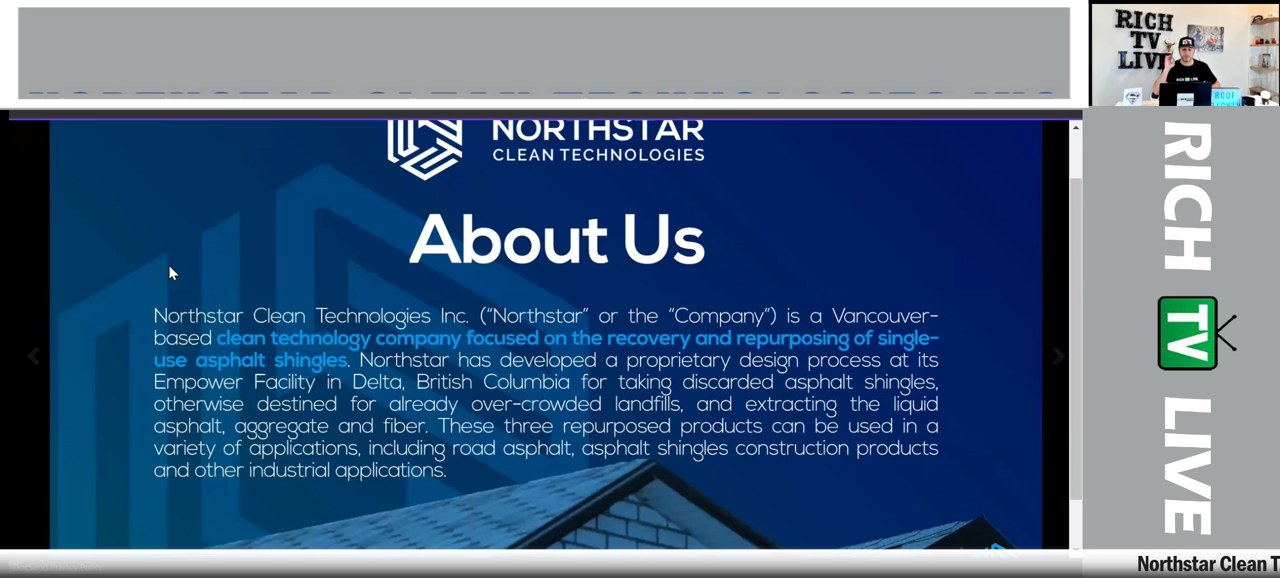 RICH
TV
LIVE
NORTHSTAR
CLEAN TECHNOLOGIES
About Us
Northstar Clean Technologies Inc. (“Northstar” or the “Company”) is a Vancouver-
based clean technology company focused on the recovery and repurposing of single-
use asphalt shingles. Northstar has developed a proprietary design process at its
Empower Facility in Delta, British Columbia for taking discarded asphalt shingles,
otherwise destined for already over-crowded landfills, and extracting the liquid
asphalt, aggregate and fiber. These three repurposed products can be used in a
variety of applications, including road asphalt, asphalt shingles construction products
and other industrial applications.
RICH TV LIVE
Northstar Clean T